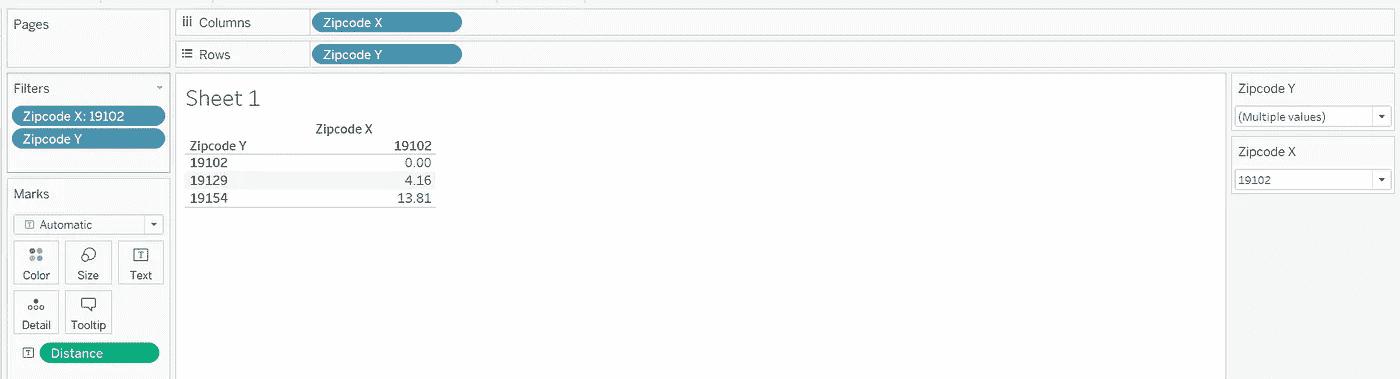 Pages
Columns
Zipcode X
Rows
Zipcode Y
Filters
Zipcode X: 19102
Zipcode Y
Marks
Automatic
Color
Size
Text
Detail
Tooltip
Distance
Sheet 1
Zipcode X
Zipcode Y 19102
19102 0.00
19129 4.16
19154 13.81
Zipcode Y
(Multiple values)
Zipcode X
19102